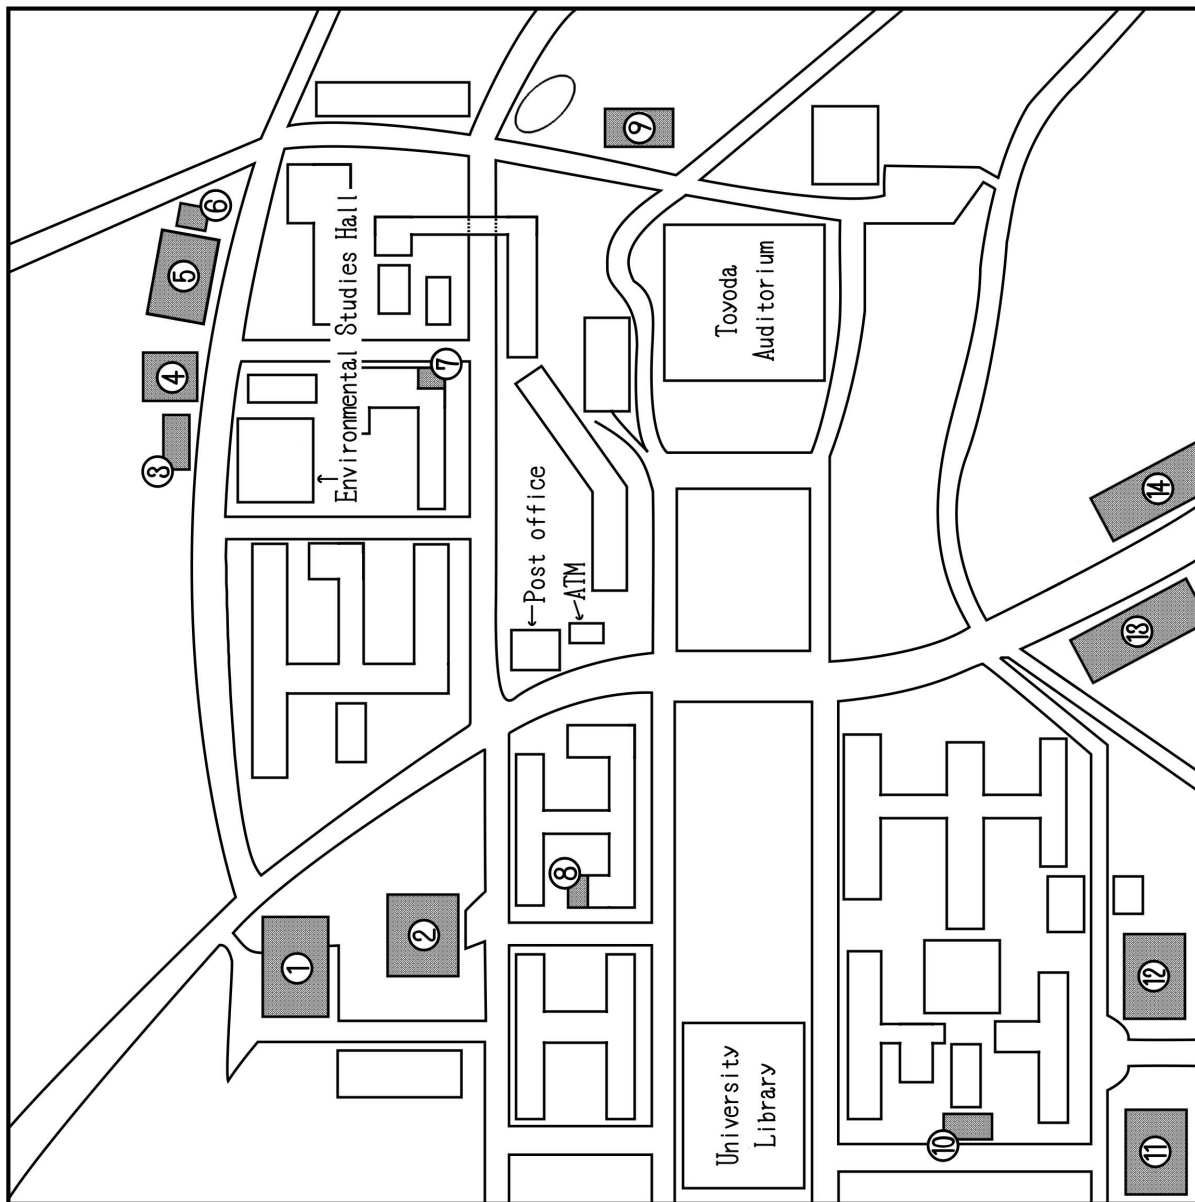 ⑥
⑤
④
③
Environmental Studies Hall
⑦
⑨
Toyoda
Auditorium
Post office
ATM
⑭
⑬
①
②
⑧
University
Library
⑩
⑫
⑪